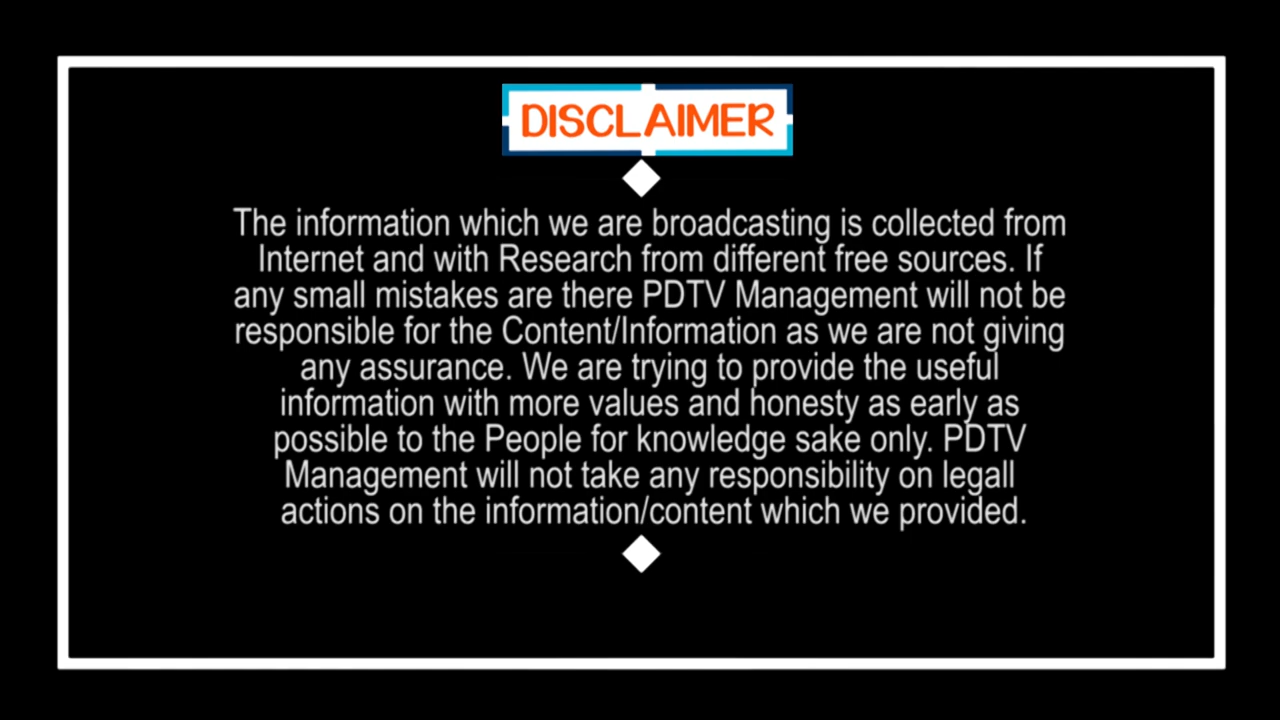 DISCLAIMER
The information which we are broadcasting is collected from
Internet and with Research from different free sources. If
any small mistakes are there PDTV Management will not be
responsible for the Content/Information as we are not giving
any assurance. We are trying to provide the useful
information with more values and honesty as early as
possible to the People for knowledge sake only. PDTV
Management will not take any responsibility on legall
actions on the information/content which we provided.